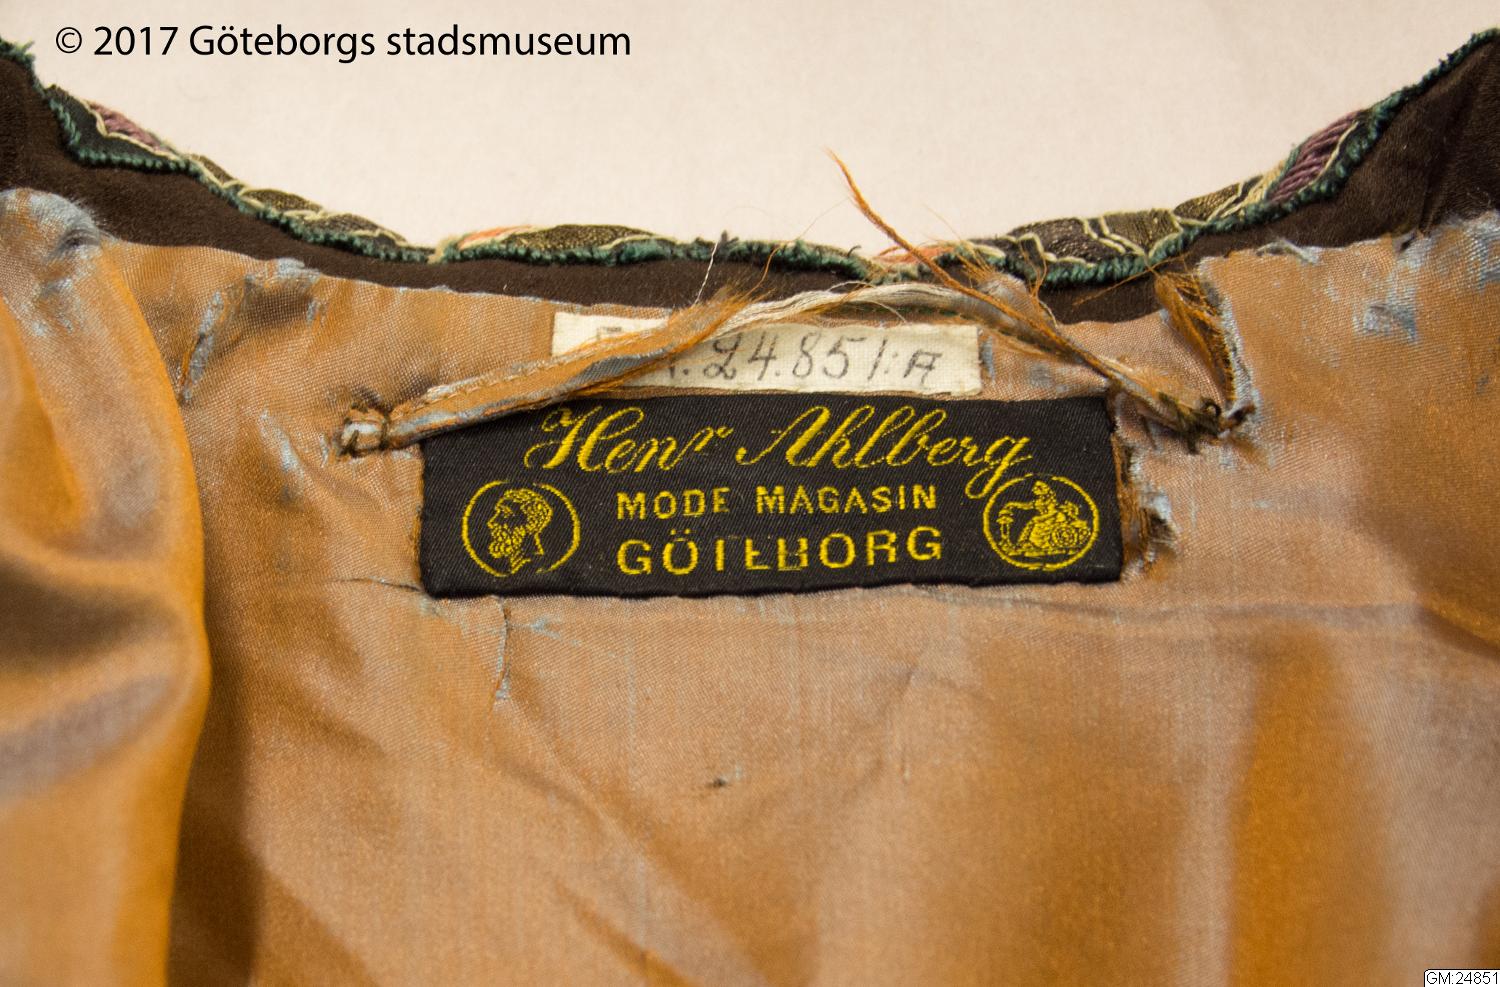 © 2017 Göteborgs stadsmuseum
24.851:A
Henr Ahlberg
MODE MAGASIN
GÖTEBORG
GM:24851